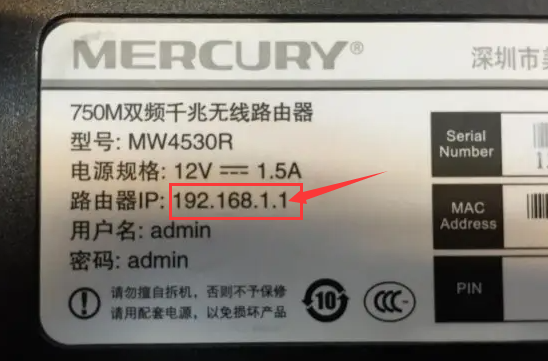 MERCURY®
深圳市美
750M双频千兆无线路由器
型号: MW4530R
电源规格: 12V ⎓ 1.5A
路由器IP: 192.168.1.1
用户名: admin
密码: admin
请勿擅自拆机，否则不予保修
请用配套电源，以免损坏产品
10
CCC
Serial Number
MAC Address
PIN